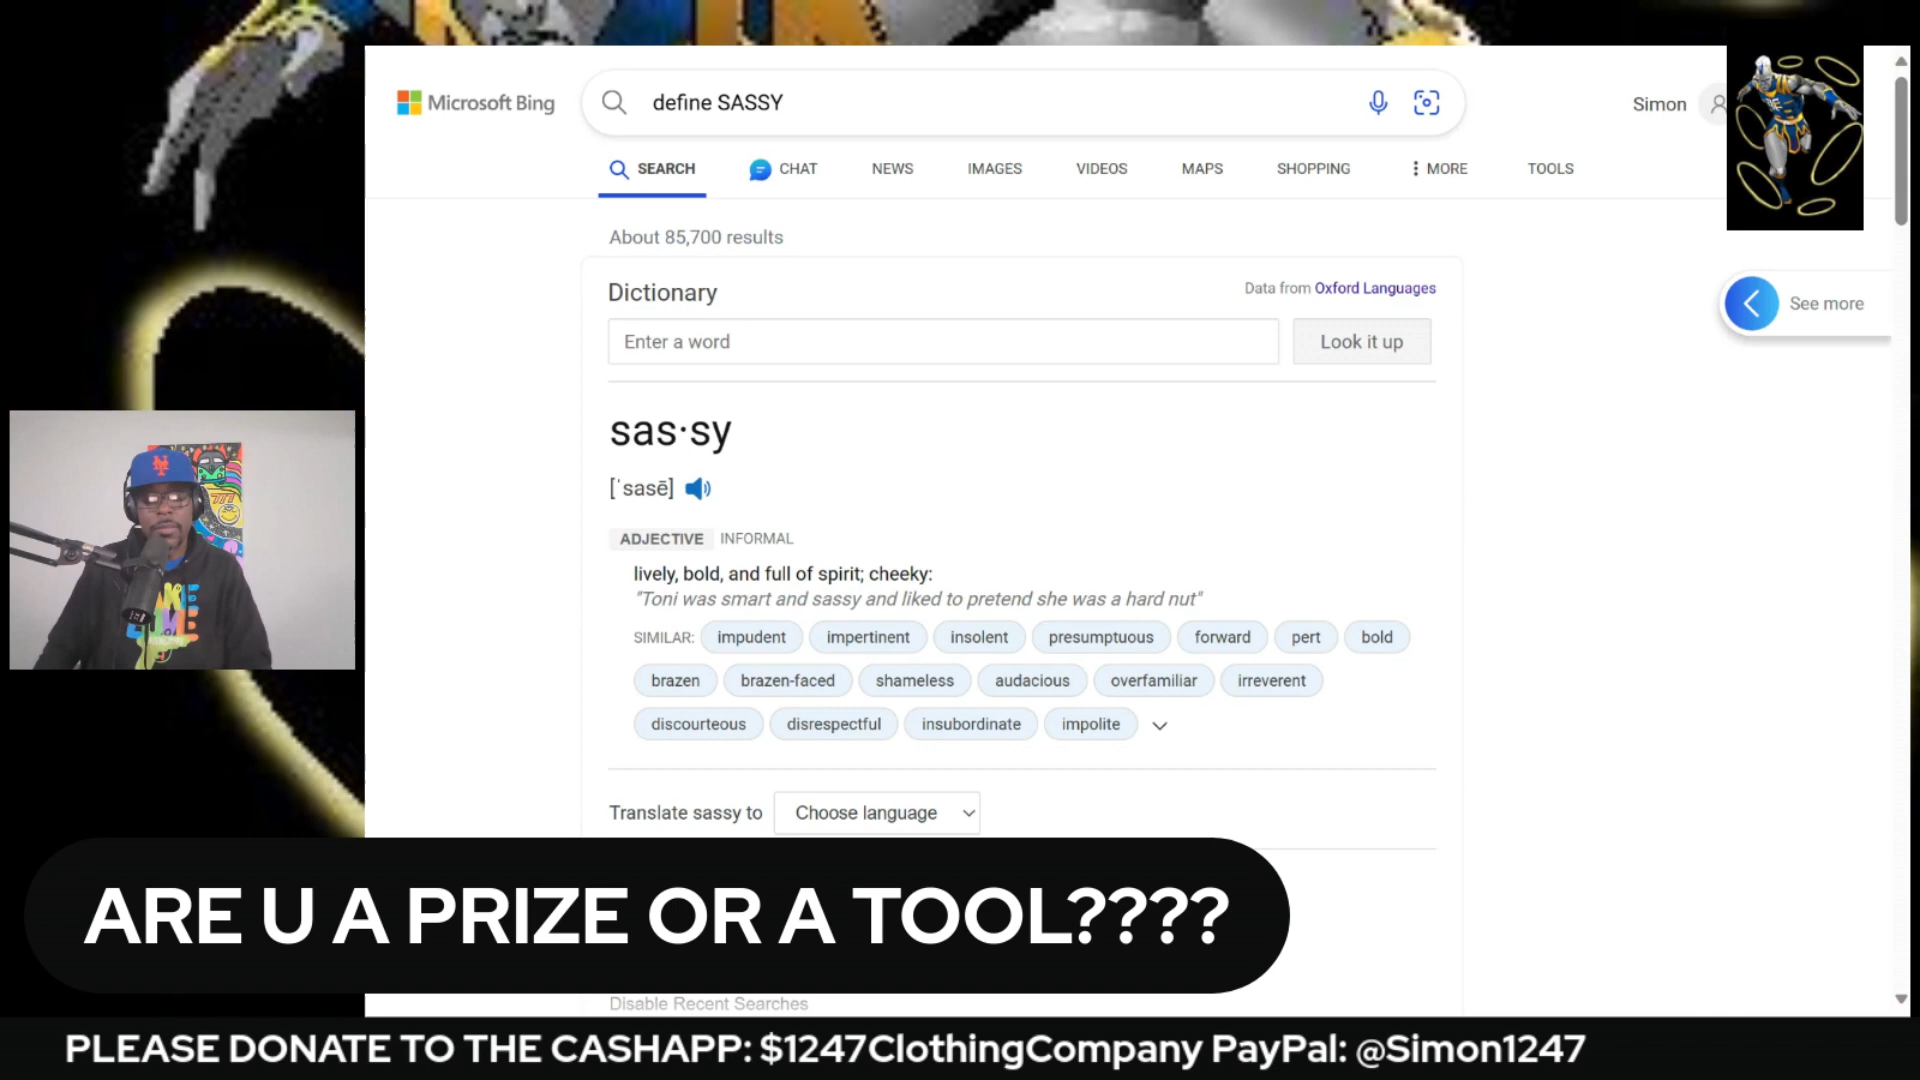 Microsoft Bing
define SASSY
Simon
SEARCH
CHAT
NEWS
IMAGES
VIDEOS
MAPS
SHOPPING
MORE
TOOLS
About 85,700 results
Dictionary
Data from Oxford Languages
Enter a word
Look it up
See more
sas·sy
[ˈsasē]
ADJECTIVE INFORMAL
lively, bold, and full of spirit; cheeky:
"Toni was smart and sassy and liked to pretend she was a hard nut"
SIMILAR: impudent impertinent insolent presumptuous forward pert bold
brazen brazen-faced shameless audacious overfamiliar irreverent
discourteous disrespectful insubordinate impolite
Translate sassy to Choose language
ARE U A PRIZE OR A TOOL????
Disable Recent Searches
PLEASE DONATE TO THE CASHAPP: $1247ClothingCompany PayPal: @Simon1247